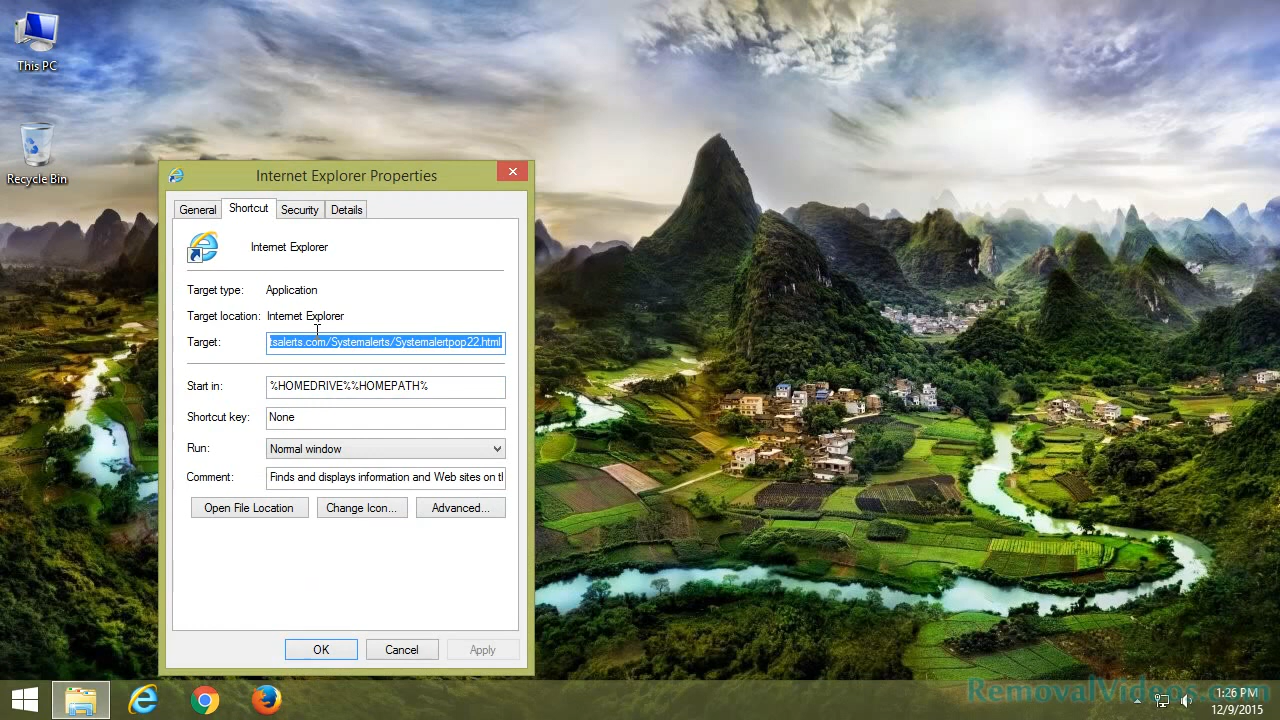 This PC
Recycle Bin
Internet Explorer Properties
General
Shortcut
Security
Details
Internet Explorer
Target type: Application
Target location: Internet Explorer
Target: tsalerts.com/Systemalerts/Systemalertpop22.html
Start in: %HOMEDRIVE%%HOMEPATH%
Shortcut key: None
Run: Normal window
Comment: Finds and displays information and Web sites on tl
Open File Location
Change Icon...
Advanced...
OK
Cancel
Apply
RemovalVideos.com
1:26 PM
12/9/2015